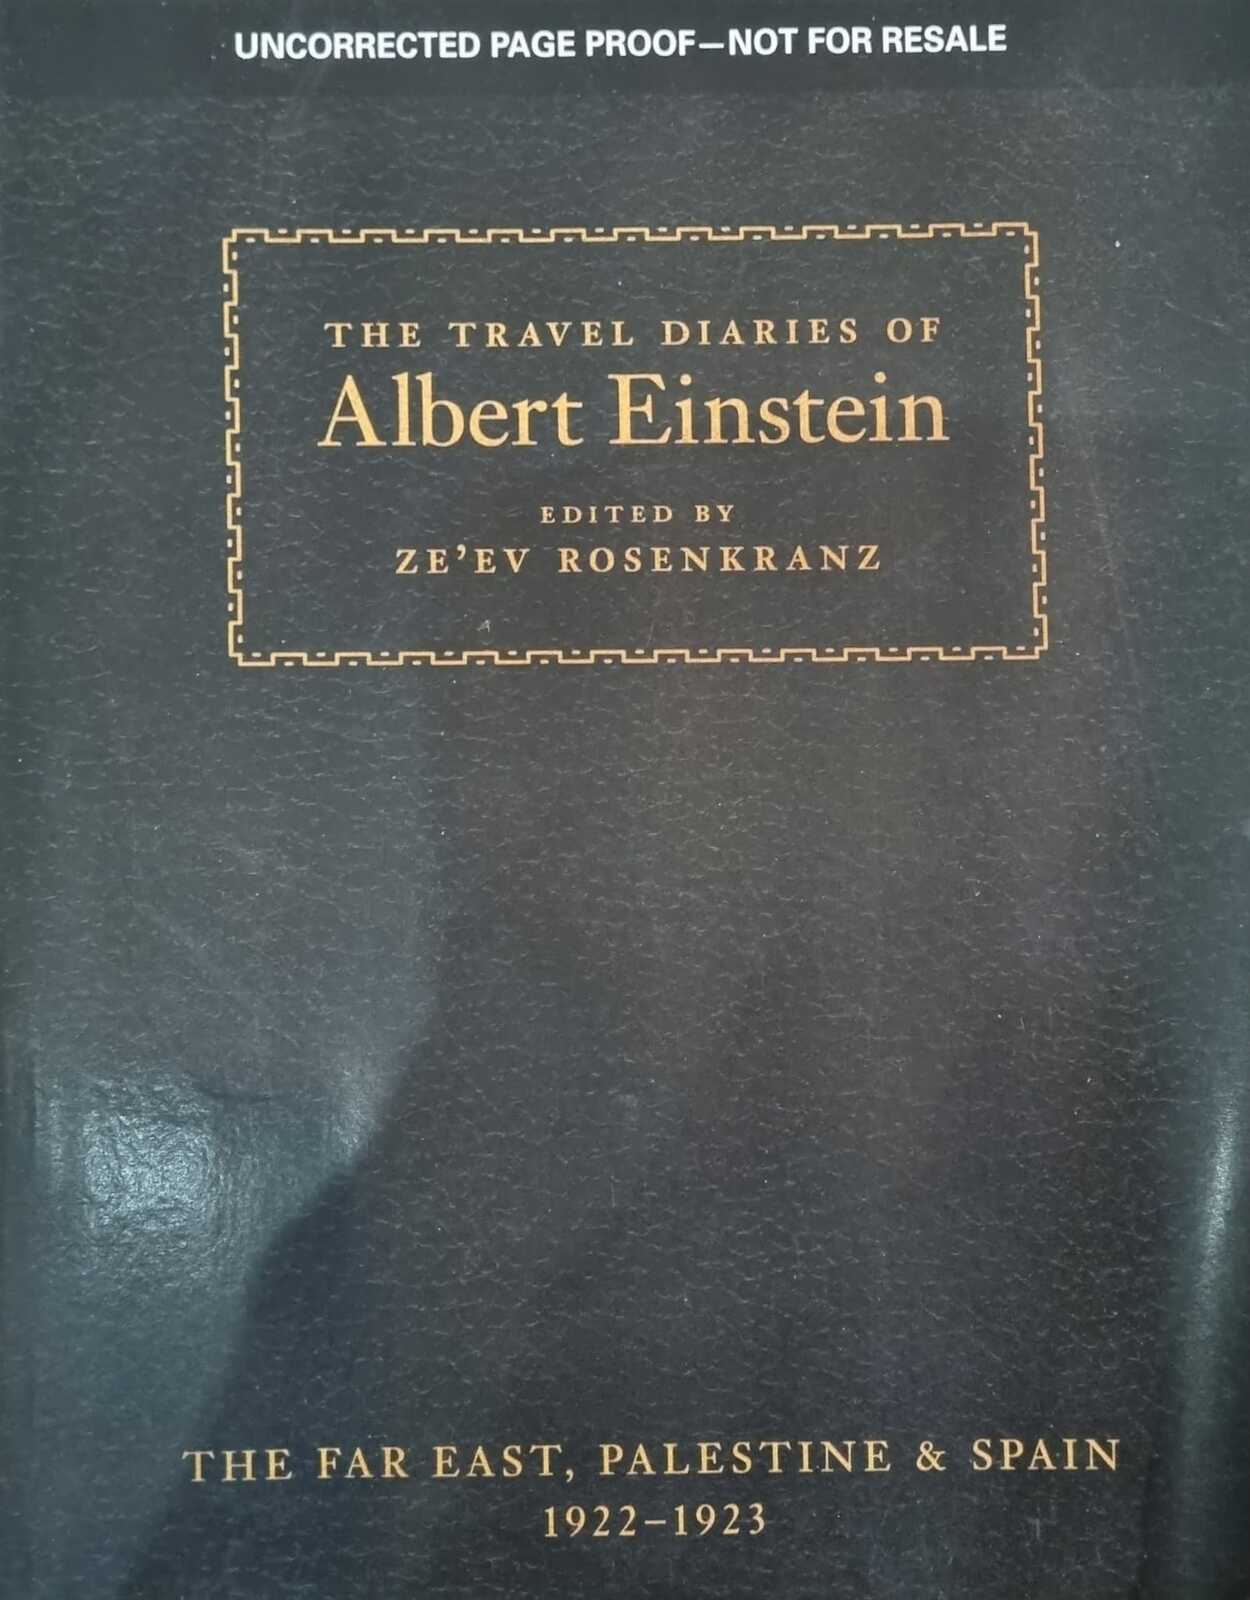 UNCORRECTED PAGE PROOF—NOT FOR RESALE
THE TRAVEL DIARIES OF
Albert Einstein
EDITED BY
ZE’EV ROSENKRANZ
THE FAR EAST, PALESTINE & SPAIN
1922–1923